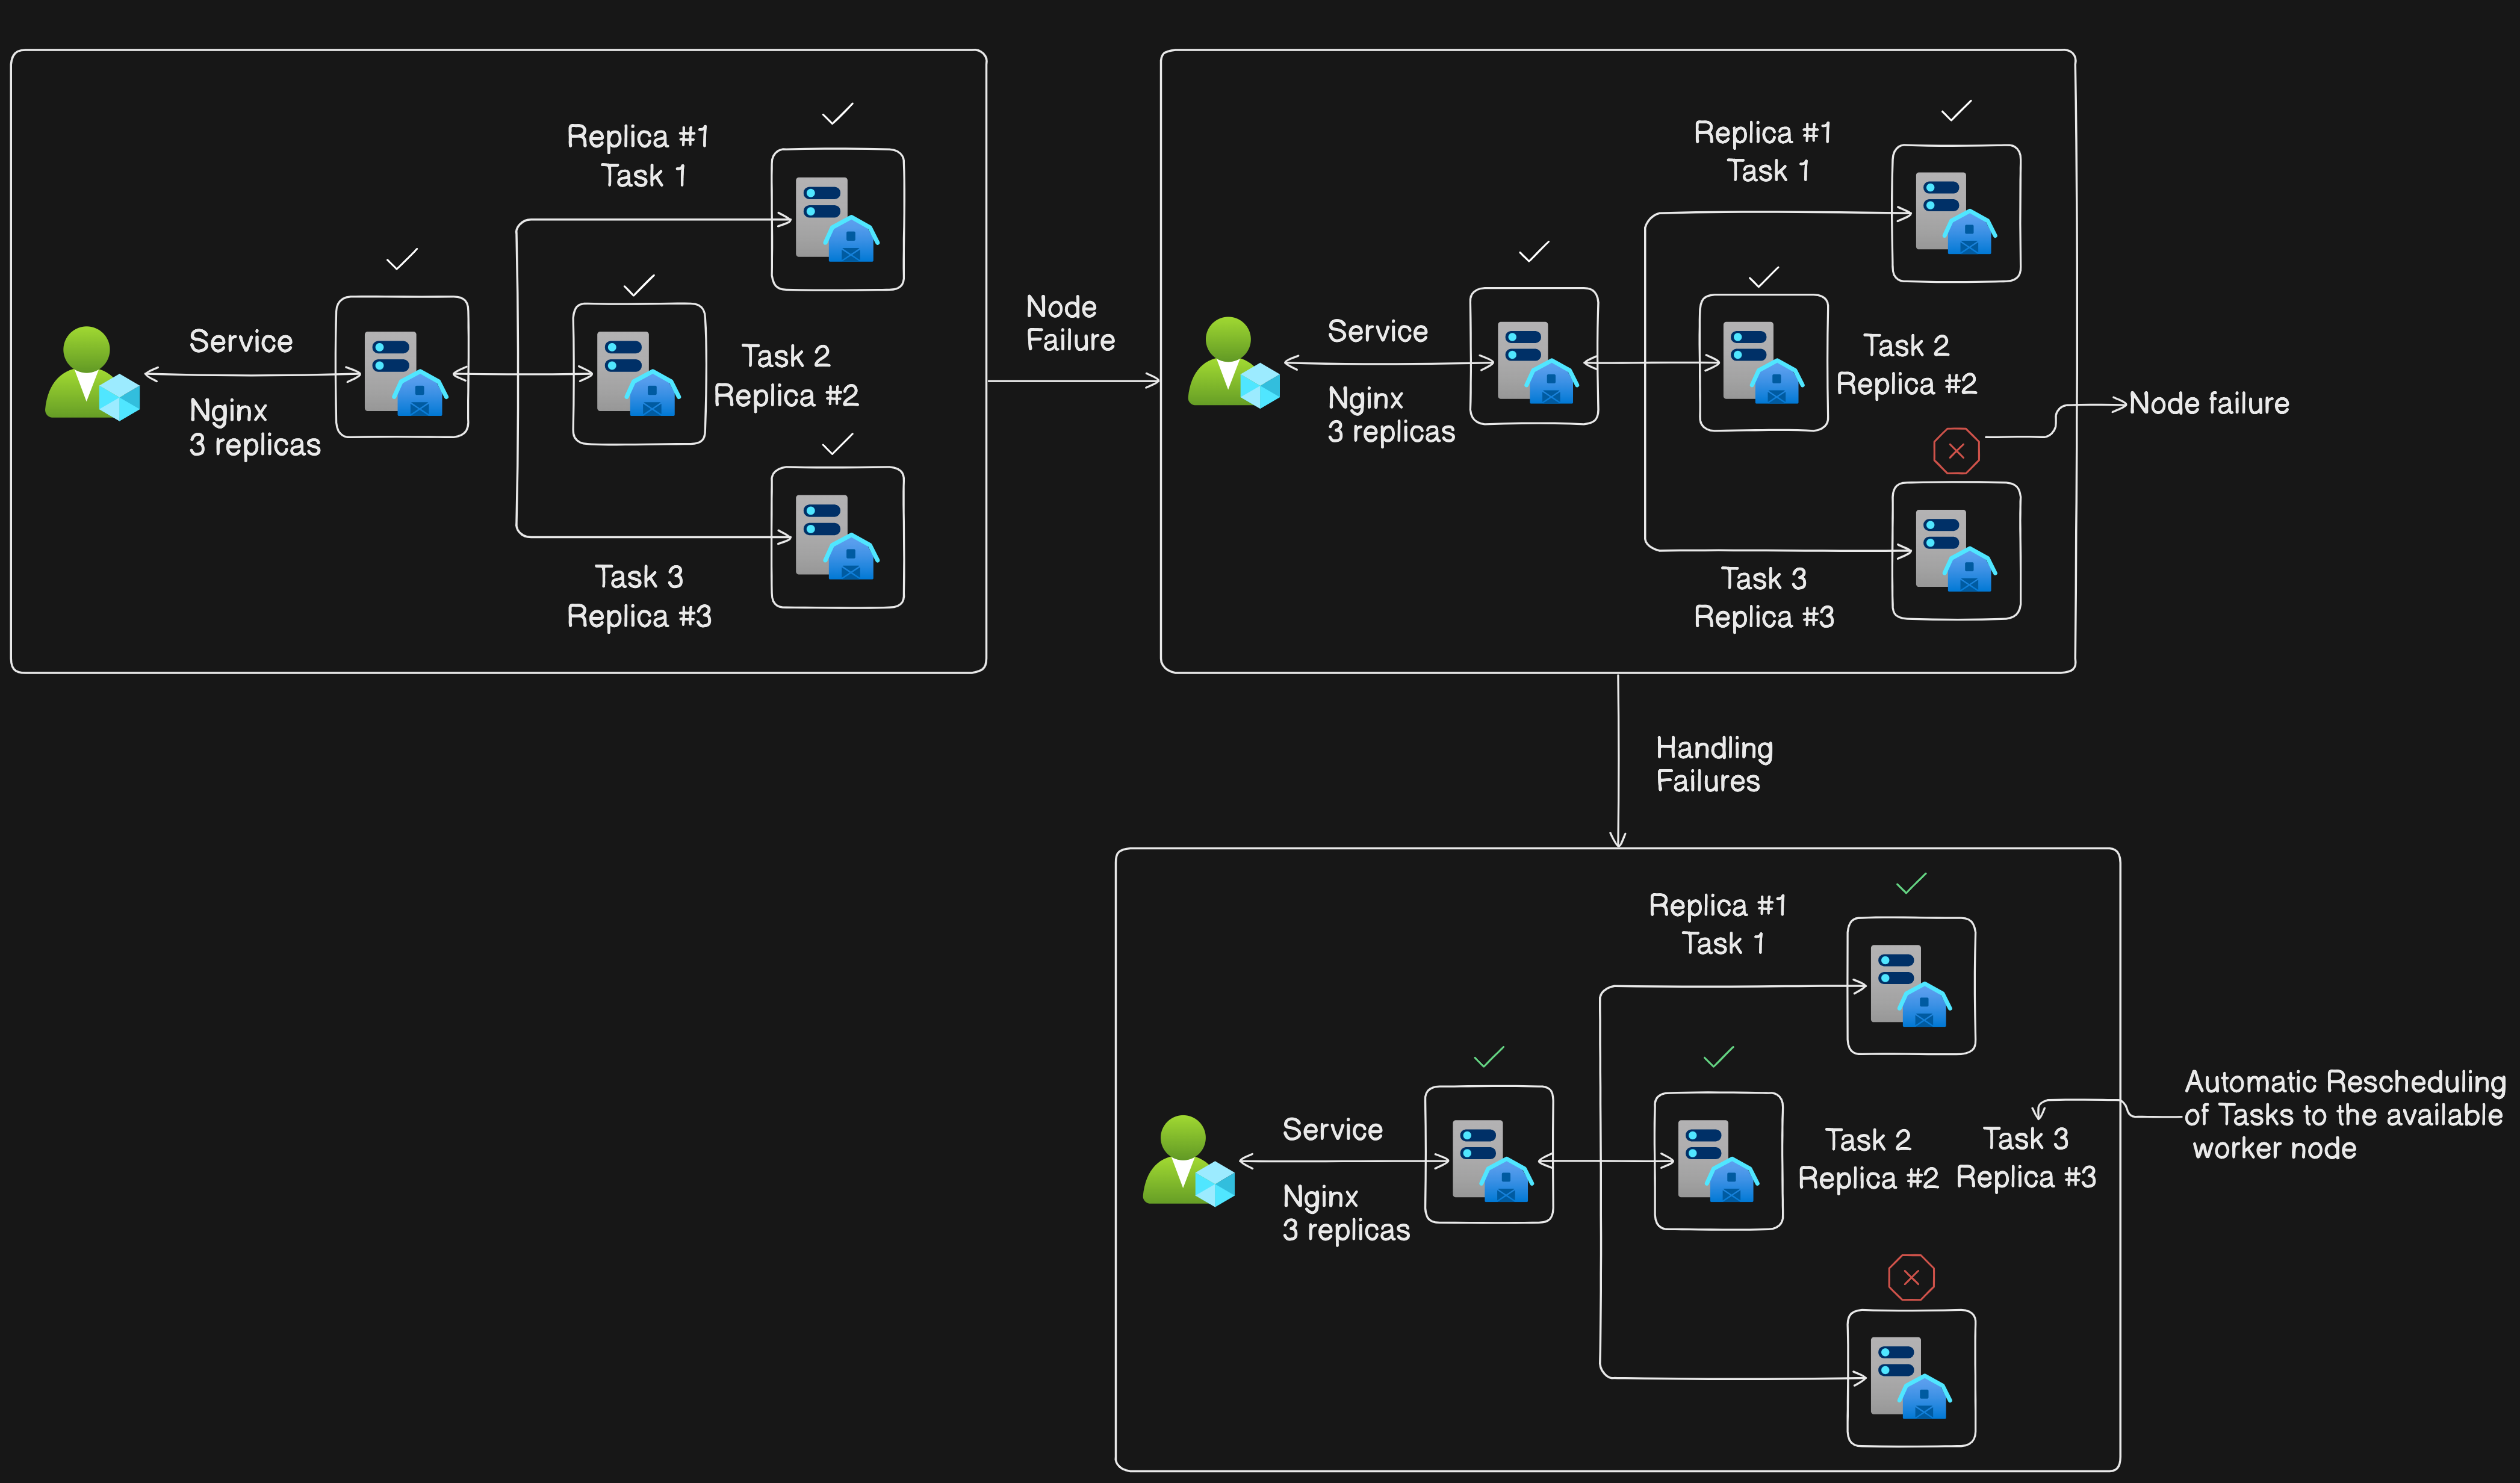 Replica #1
Task 1
Service
Nginx
3 replicas
Task 2
Replica #2
Task 3
Replica #3
Node
Failure
Replica #1
Task 1
Service
Nginx
3 replicas
Task 2
Replica #2
Task 3
Replica #3
Node failure
Handling
Failures
Replica #1
Task 1
Service
Nginx
3 replicas
Task 2
Replica #2
Task 3
Replica #3
Automatic Rescheduling
of Tasks to the available
worker node